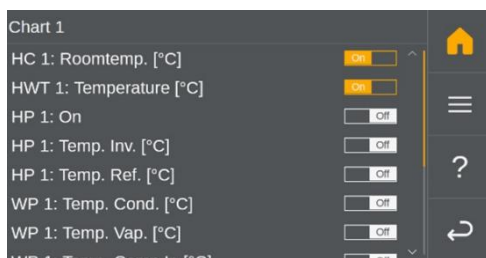 Chart 1
HC 1: Roomtemp. [°C] On
HWT 1: Temperature [°C] On
HP 1: On Off
HP 1: Temp. Inv. [°C] Off
HP 1: Temp. Ref. [°C] Off
WP 1: Temp. Cond. [°C] Off
WP 1: Temp. Vap. [°C] Off
?